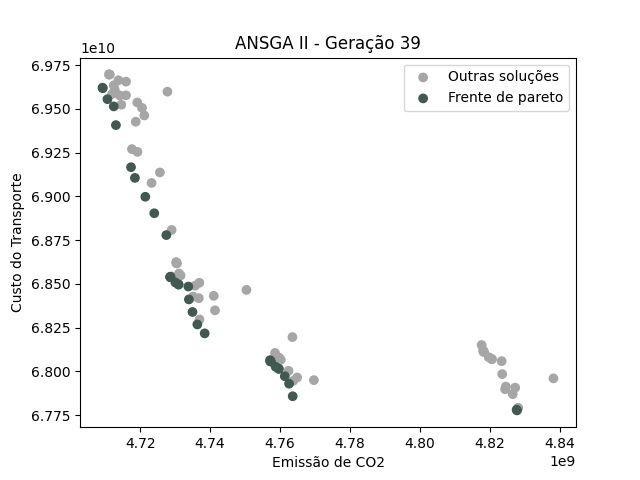 ANSGA II - Geração 39
1e10
6.975
6.950
6.925
6.900
6.875
6.850
6.825
6.800
6.775
Custo do Transporte
Outras soluções
Frente de pareto
4.72 4.74 4.76 4.78 4.80 4.82 4.84
Emissão de CO2
1e9